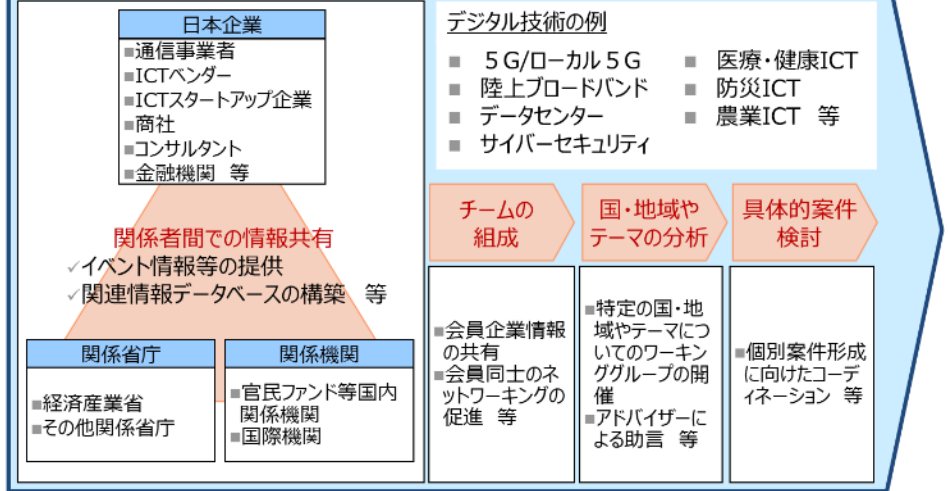 日本企業
■通信事業者
■ICTベンダー
■ICTスタートアップ企業
■商社
■コンサルタント
■金融機関 等
関係者間での情報共有
✓イベント情報等の提供
✓関連情報データベースの構築 等
関係省庁
■経済産業省
■その他関係省庁
関係機関
■官民ファンド等国内
関係機関
■国際機関
デジタル技術の例
■ 5G/ローカル5G
■ 陸上ブロードバンド
■ データセンター
■ サイバーセキュリティ
■ 医療・健康ICT
■ 防災ICT
■ 農業ICT 等
チームの
組成
■会員企業情報
の共有
■会員同士のネ
ットワーキングの
促進 等
国・地域や
テーマの分析
■特定の国・地
域やテーマにつ
いてのワーキン
ググループの開
催
■アドバイザーに
よる助言 等
具体的案件
検討
■個別案件形成
に向けたコーデ
ィネーション 等